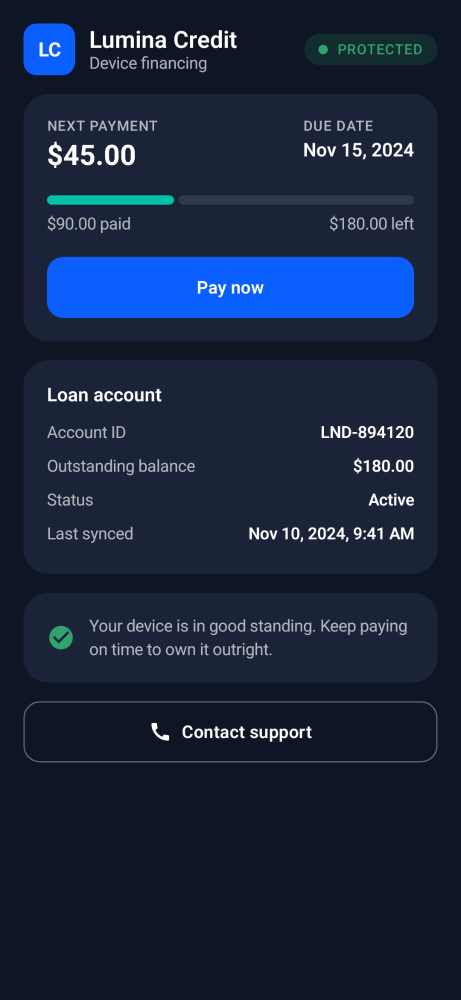 LC
Lumina Credit
Device financing
PROTECTED
NEXT PAYMENT
$45.00
DUE DATE
Nov 15, 2024
$90.00 paid
$180.00 left
Pay now
Loan account
Account ID
LND-894120
Outstanding balance
$180.00
Status
Active
Last synced
Nov 10, 2024, 9:41 AM
Your device is in good standing. Keep paying
on time to own it outright.
Contact support